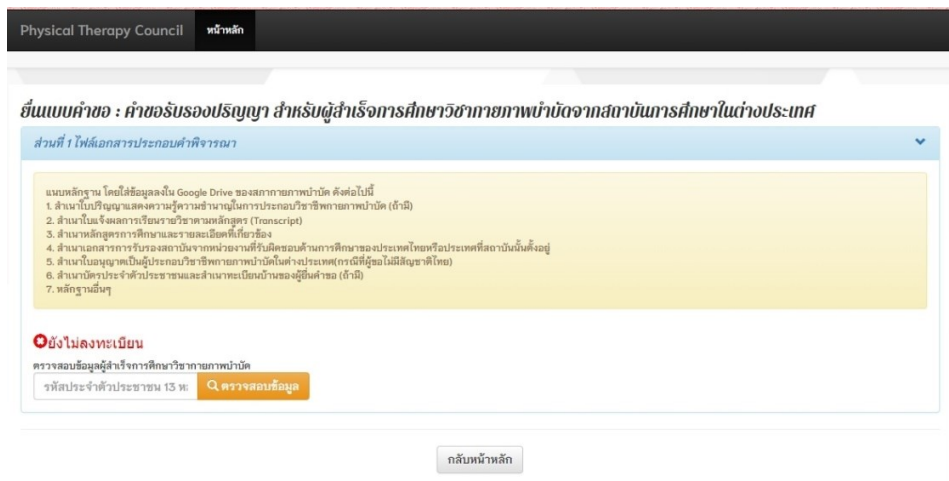 Physical Therapy Council หน้าหลัก
ยื่นแบบคำขอ : คำขอรับรองปริญญา สำหรับผู้สำเร็จการศึกษาวิชากายภาพบำบัดจากสถาบันการศึกษาในต่างประเทศ
ส่วนที่ 1 ไฟล์เอกสารประกอบคำพิจารณา
แนบหลักฐาน โดยใส่ข้อมูลลงใน Google Drive ของสภากายภาพบำบัด ดังต่อไปนี้
1. สำเนาใบปริญญาแสดงความรู้ความชำนาญในการประกอบวิชาชีพกายภาพบำบัด (ถ้ามี)
2. สำเนาใบแจ้งผลการเรียนรายวิชาตามหลักสูตร (Transcript)
3. สำเนาหลักสูตรการศึกษาและรายละเอียดที่เกี่ยวข้อง
4. สำเนาเอกสารการรับรองสถาบันจากหน่วยงานที่รับผิดชอบด้านการศึกษาของประเทศไทยหรือประเทศที่สถาบันนั้นตั้งอยู่
5. สำเนาใบอนุญาตเป็นผู้ประกอบวิชาชีพกายภาพบำบัดในต่างประเทศ(กรณีที่ผู้ขอไม่มีสัญชาติไทย)
6. สำเนาบัตรประจำตัวประชาชนและสำเนาทะเบียนบ้านของผู้ยื่นคำขอ (ถ้ามี)
7. หลักฐานอื่นๆ
ยังไม่ลงทะเบียน
ตรวจสอบข้อมูลผู้สำเร็จการศึกษาวิชากายภาพบำบัด
รหัสประจำตัวประชาชน 13 ห ตรวจสอบข้อมูล
กลับหน้าหลัก